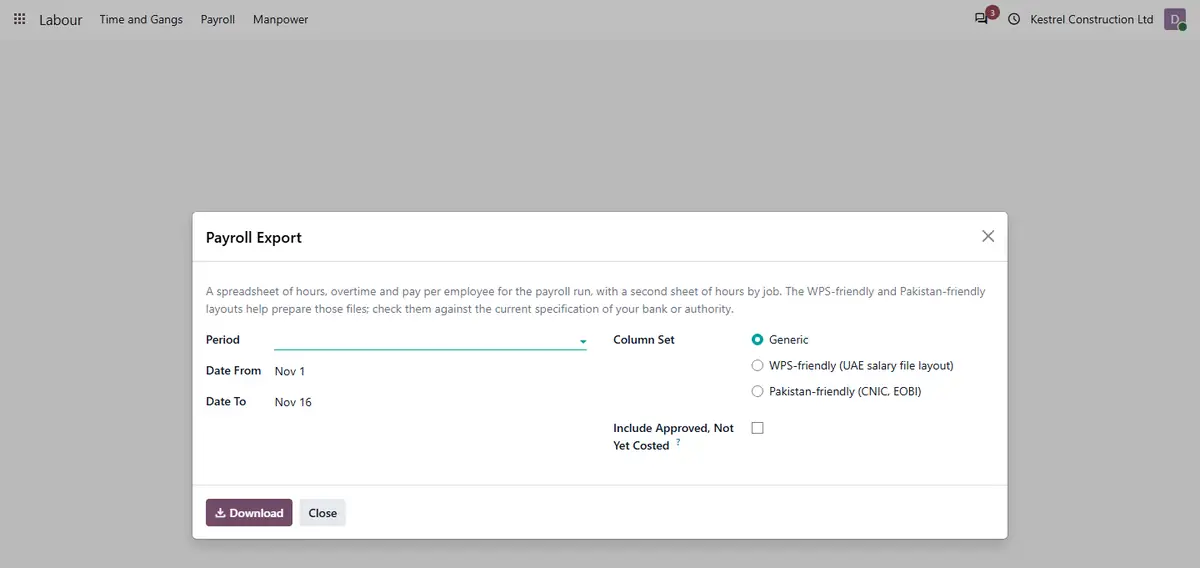 Labour Time and Gangs Payroll Manpower 3 Kestrel Construction Ltd D
Payroll Export
A spreadsheet of hours, overtime and pay per employee for the payroll run, with a second sheet of hours by job. The WPS-friendly and Pakistan-friendly
layouts help prepare those files; check them against the current specification of your bank or authority.
Period
Date From Nov 1
Date To Nov 16
Column Set Generic
WPS-friendly (UAE salary file layout)
Pakistan-friendly (CNIC, EOBI)
Include Approved, Not
Yet Costed ?
Download Close